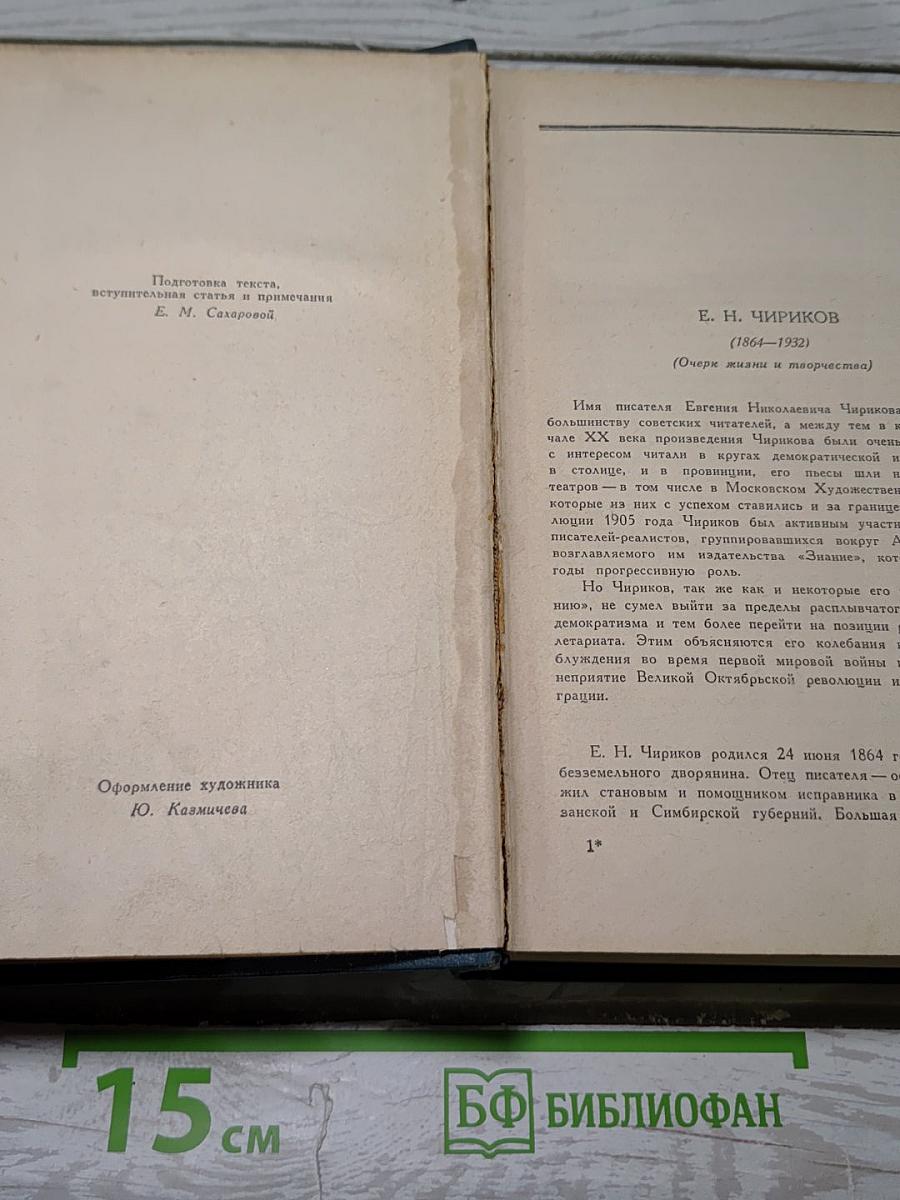 Подготовка текста,
вступительная статья и примечания
Е. М. Сахаровой
Оформление художника
Ю. Казмичева
Е. Н. ЧИРИКОВ
(1864—1932)
(Очерк жизни и творчества)
Имя писателя Евгения Николаевича Чирикова
большинству советских читателей, а между тем в к
чале XX века произведения Чирикова были очень
с интересом читали в кругах демократической и
в столице, и в провинции, его пьесы шли н
театров — в том числе в Московском Художествен
которые из них с успехом ставились и за границе
люции 1905 года Чириков был активным участи
писателей-реалистов, группировавшихся вокруг А
возглавляемого им издательства «Знание», кот
годы прогрессивную роль.
Но Чириков, так же как и некоторые его
нию», не сумел выйти за пределы расплывчатог
демократизма и тем более перейти на позиции р
летариата. Этим объясняются его колебания и
блуждения во время первой мировой войны и
неприятие Великой Октябрьской революции и
грации.
Е. Н. Чириков родился 24 июня 1864 г
безземельного дворянина. Отец писателя — о
жил становым и помощником исправника в
занской и Симбирской губерний. Большая
1*
15 см
БФ БИБЛИОФАН